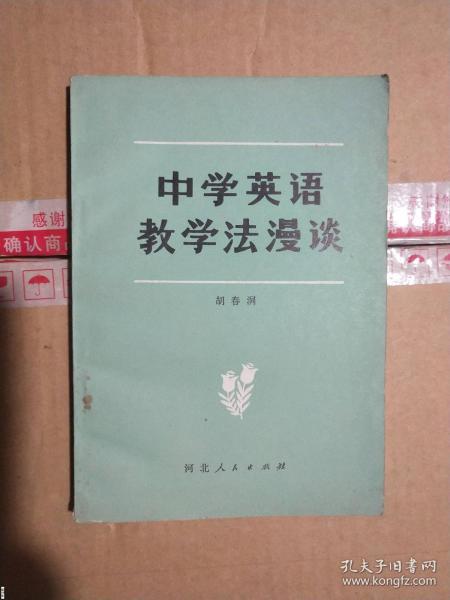 中学英语
教学法漫谈
胡春洞
河北人民出版社
感谢
确认商品
孔夫子旧书网
www.kongfz.com